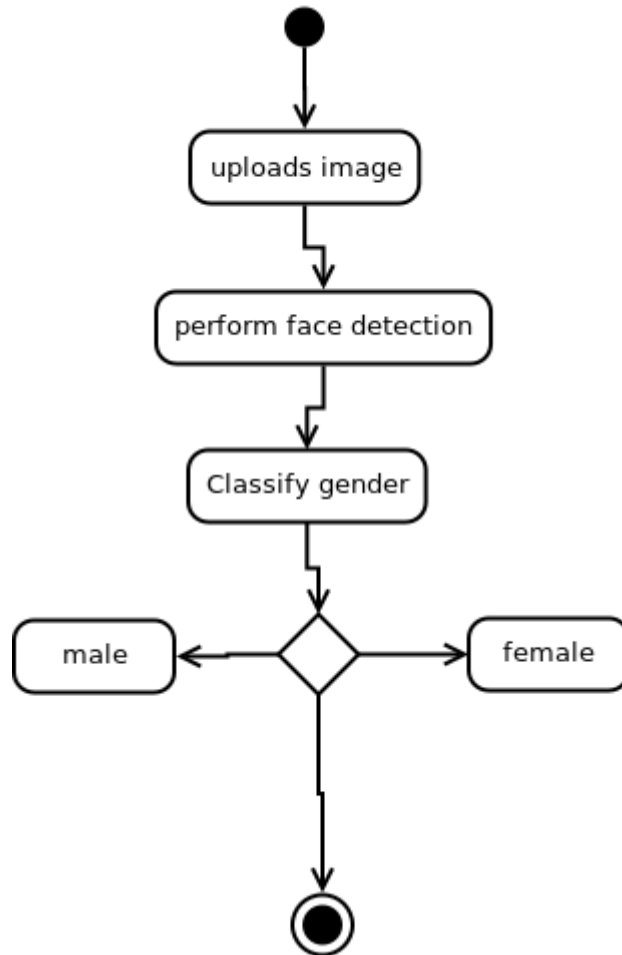 uploads image
perform face detection
Classify gender
male
female